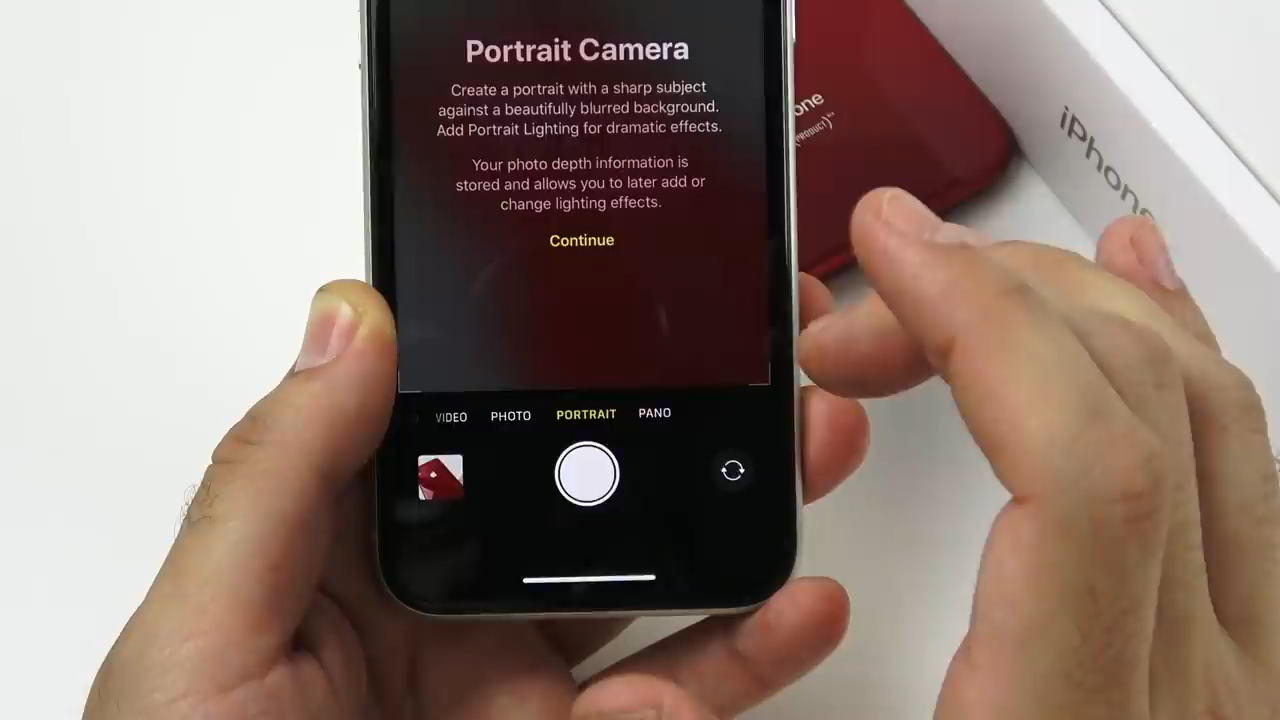 Portrait Camera
Create a portrait with a sharp subject
against a beautifully blurred background.
Add Portrait Lighting for dramatic effects.
Your photo depth information is
stored and allows you to later add or
change lighting effects.
Continue
VIDEO PHOTO PORTRAIT PANO
one
(PRODUCT)
iPhone